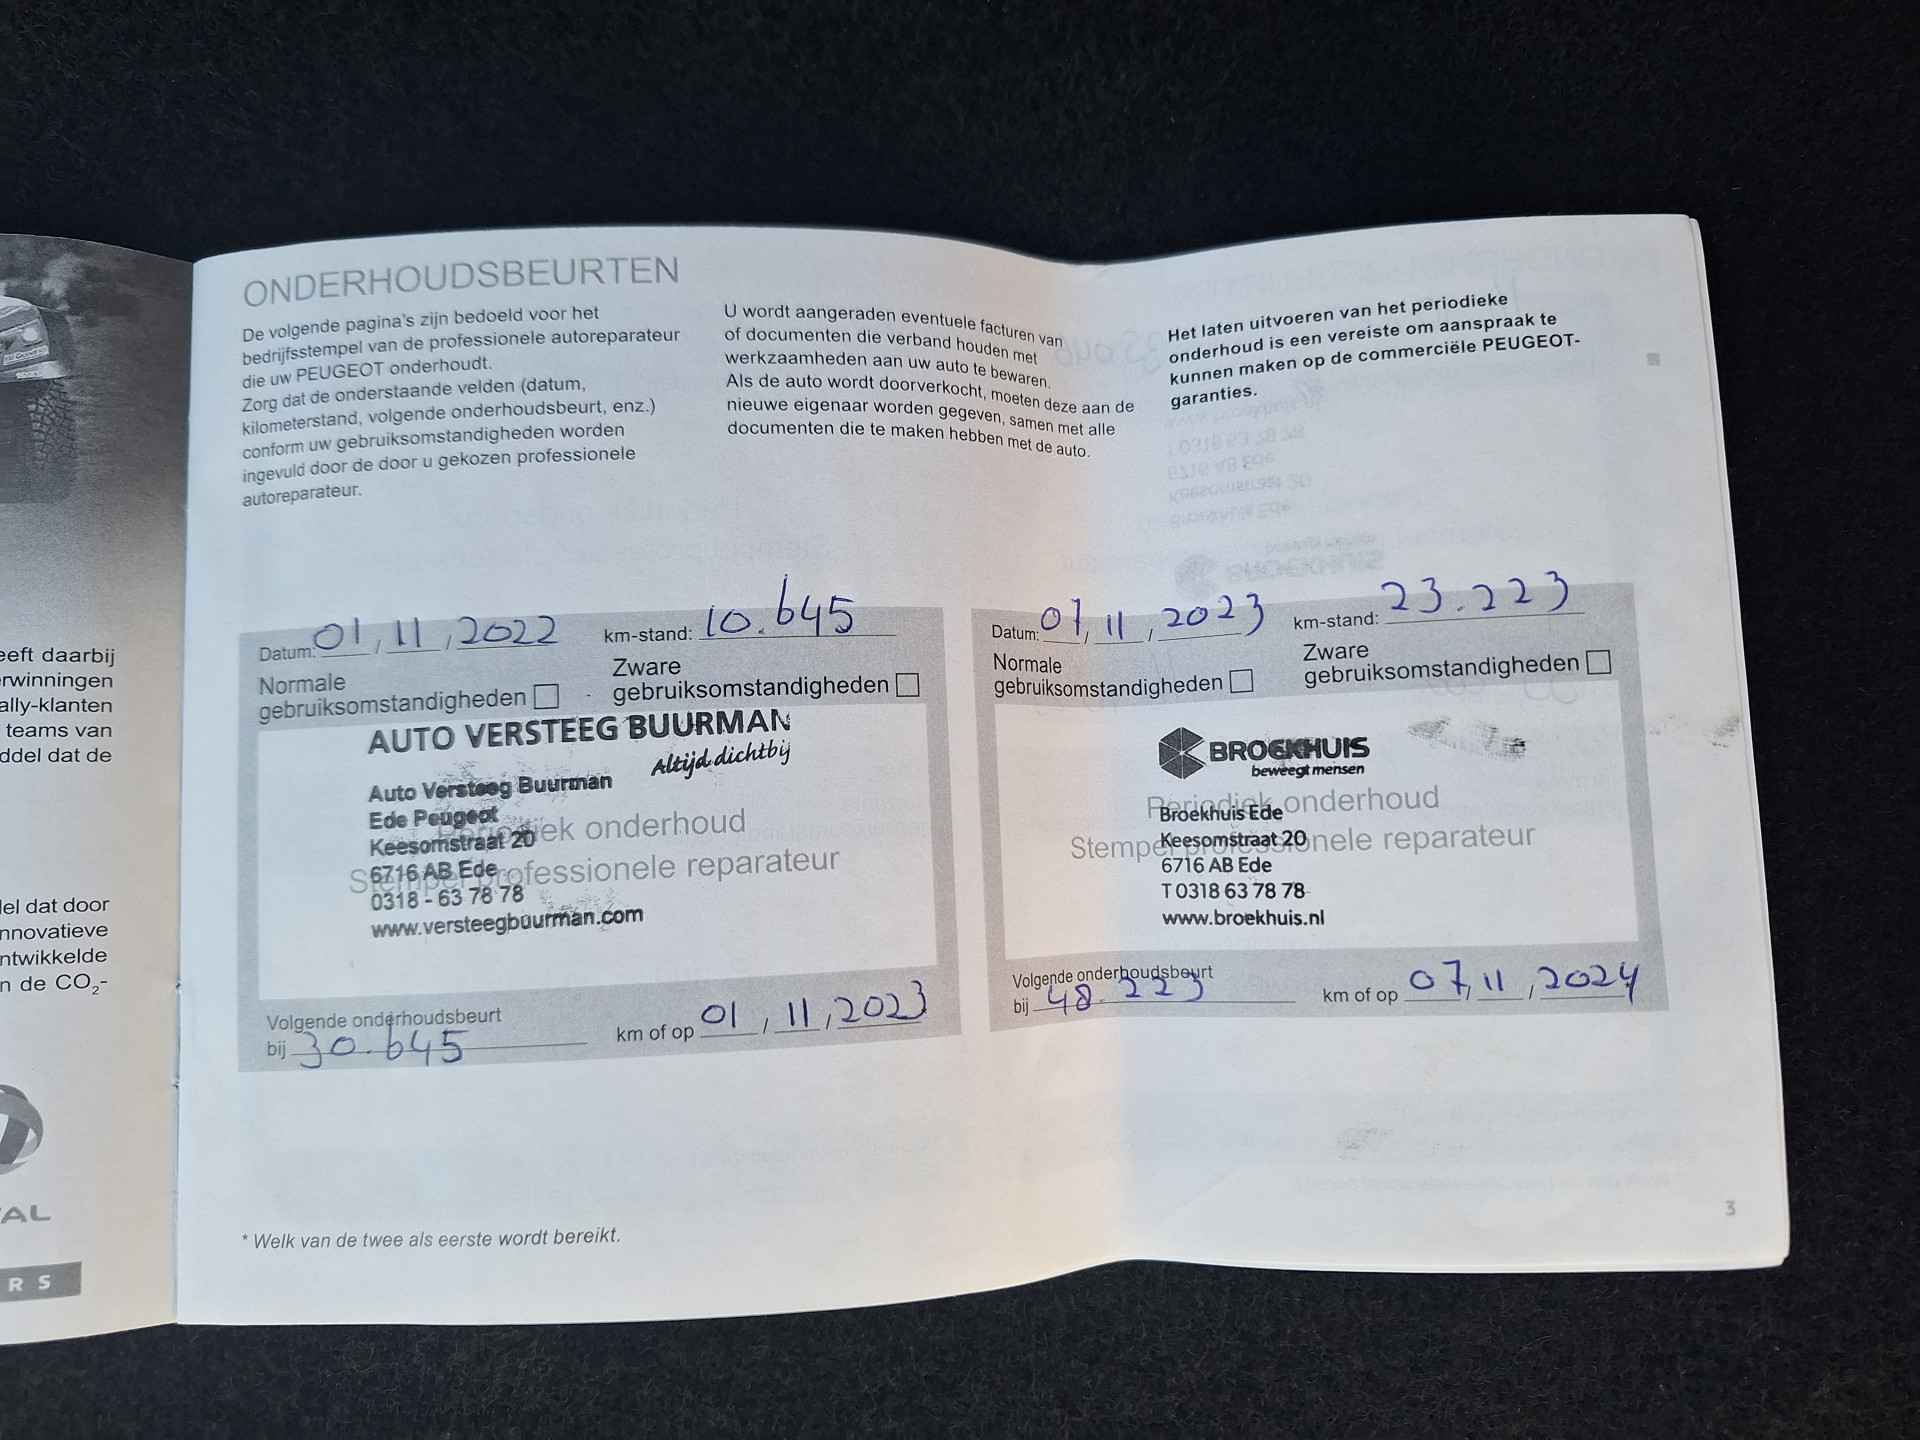 eeft daarbij
rwinningen
ally-klanten
teams van
ddel dat de
lel dat door
nnovatieve
ntwikkelde
n de CO2-
AL
RS
ONDERHOUDSBEURTEN
De volgende pagina's zijn bedoeld voor het
bedrijfsstempel van de professionele autoreparateur
die uw PEUGEOT onderhoudt.
Zorg dat de onderstaande velden (datum,
kilometerstand, volgende onderhoudsbeurt, enz.)
conform uw gebruiksomstandigheden worden
ingevuld door de door u gekozen professionele
autoreparateur.
U wordt aangeraden eventuele facturen van
of documenten die verband houden met
werkzaamheden aan uw auto te bewaren.
Als de auto wordt doorverkocht, moeten deze aan de
nieuwe eigenaar worden gegeven, samen met alle
documenten die te maken hebben met de auto.
Het laten uitvoeren van het periodieke
onderhoud is een vereiste om aanspraak te
kunnen maken op de commerciële PEUGEOT-
garanties.
Datum: 01, 11, 2022 km-stand: 10.645
Normale
gebruiksomstandigheden
Zware
gebruiksomstandigheden
AUTO VERSTEEG BUURMAN
Altijd dichtbij
Auto Versteeg Buurman
Ede Peugeot
Keesomstraat 20
6716 AB Ede
0318 - 63 78 78
www.versteegbuurman.com
Periodiek onderhoud
Stempel professionele reparateur
Volgende onderhoudsbeurt
bij 30.645 km of op 01, 11, 2023
Datum: 07, 11, 2023 km-stand: 23.223
Normale
gebruiksomstandigheden
Zware
gebruiksomstandigheden
BROEKHUIS
beweegt mensen
Periodiek onderhoud
Stempel professionele reparateur
Broekhuis Ede
Keesomstraat 20
6716 AB Ede
T 0318 63 78 78
www.broekhuis.nl
Volgende onderhoudsbeurt
bij 48.223 km of op 07, 11, 2024
* Welk van de twee als eerste wordt bereikt.
3